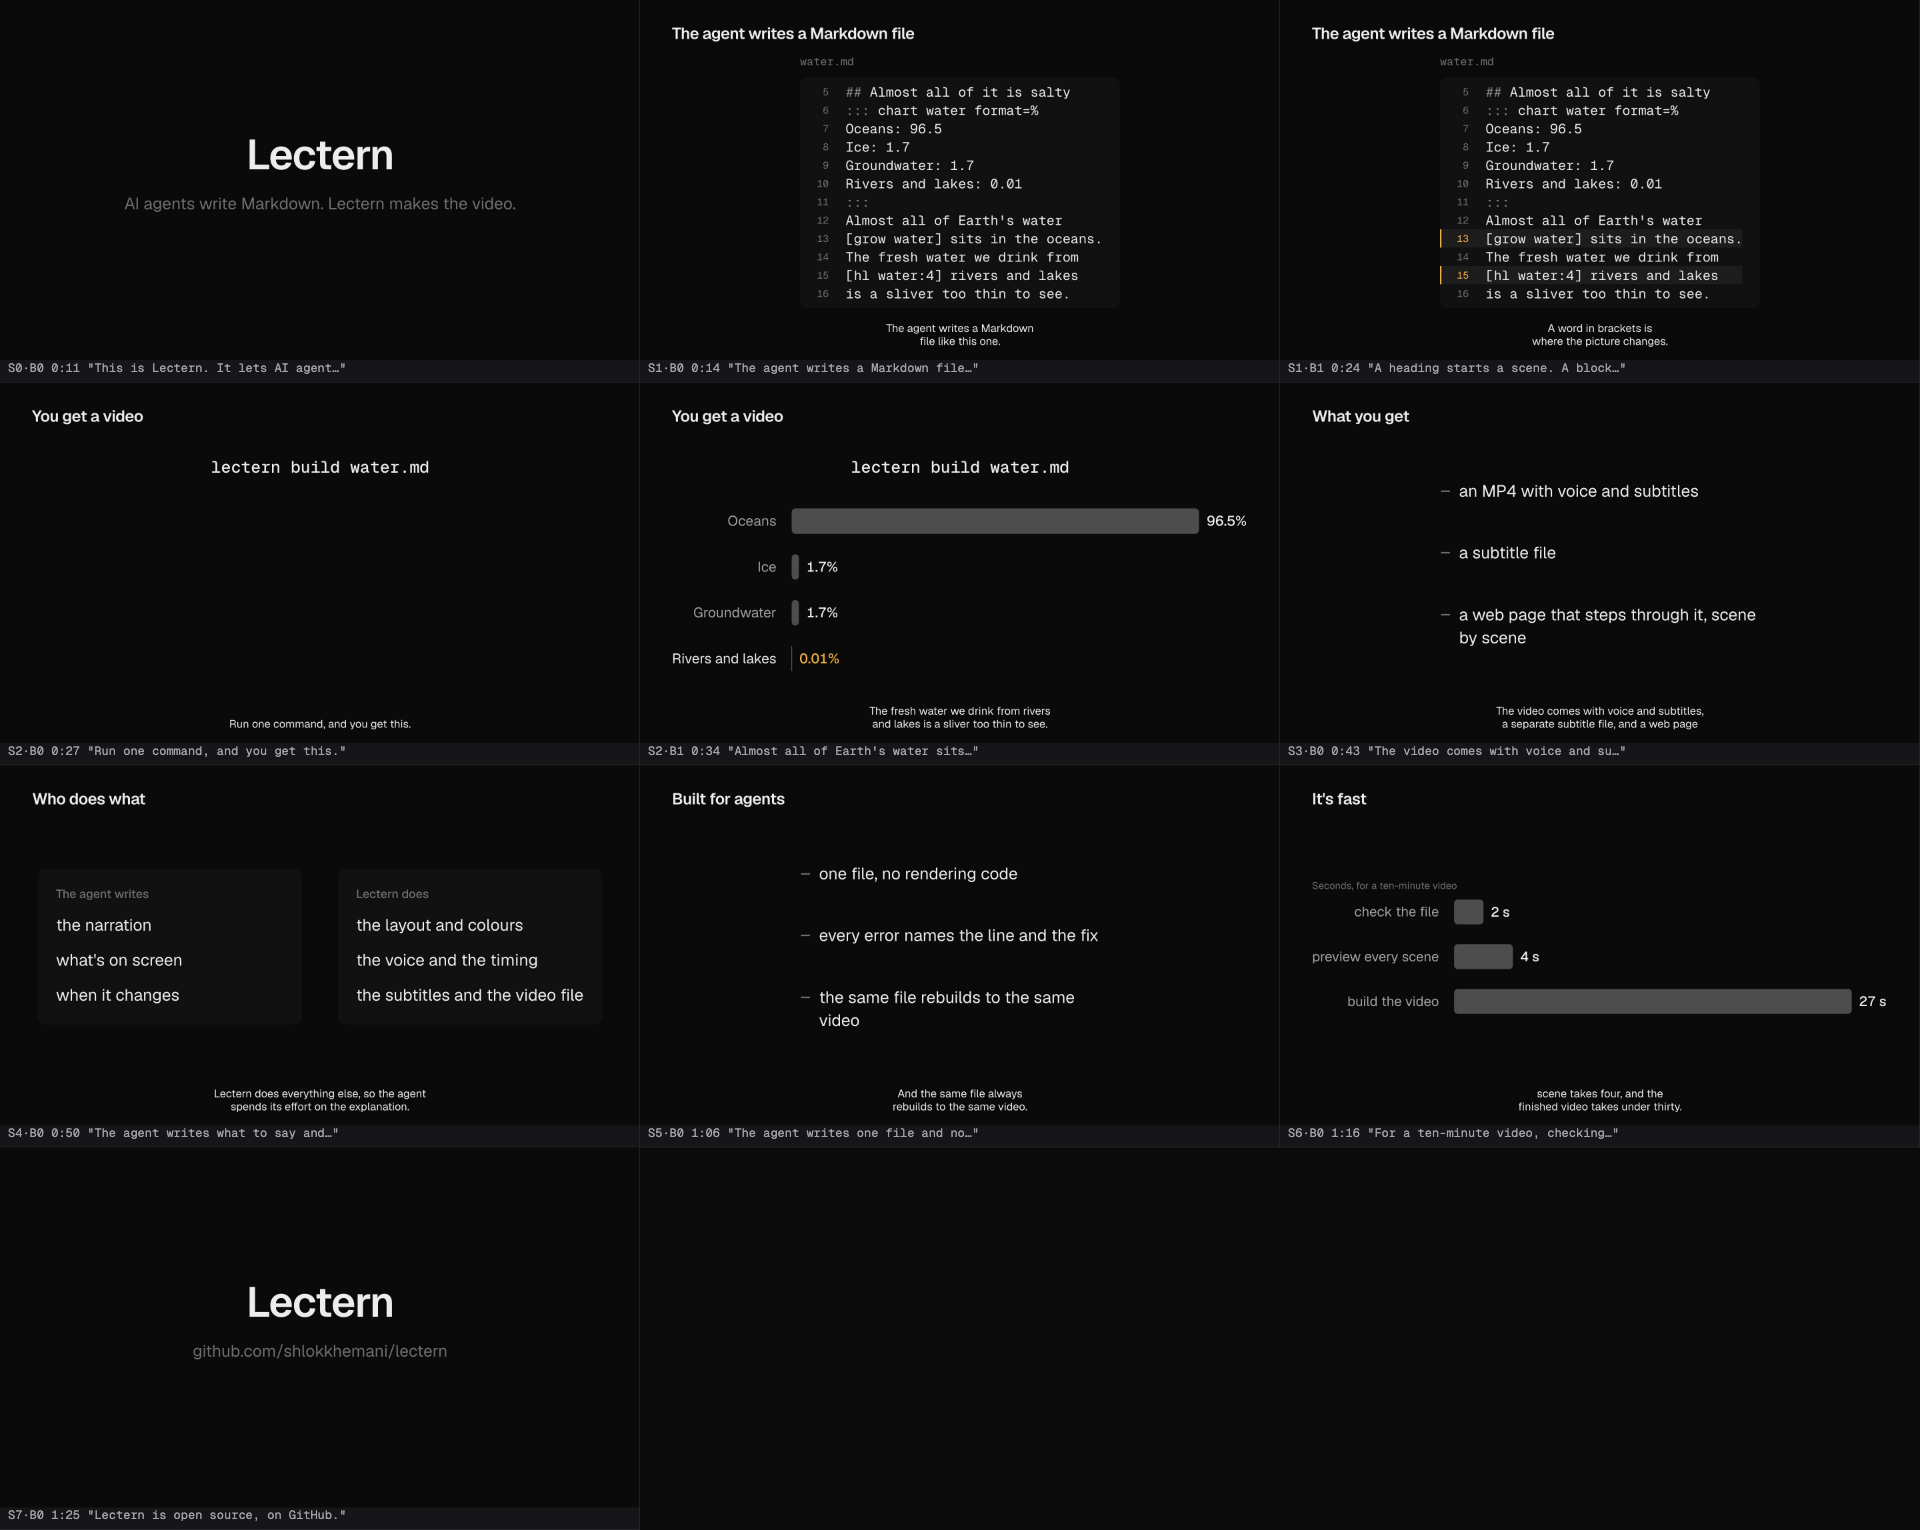 Lectern
AI agents write Markdown. Lectern makes the video.
S0·B0 0:11 "This is Lectern. It lets AI agent…"
The agent writes a Markdown file
water.md
5 ## Almost all of it is salty
6 ::: chart water format=%
7 Oceans: 96.5
8 Ice: 1.7
9 Groundwater: 1.7
10 Rivers and lakes: 0.01
11 :::
12 Almost all of Earth's water
13 [grow water] sits in the oceans.
14 The fresh water we drink from
15 [hl water:4] rivers and lakes
16 is a sliver too thin to see.
The agent writes a Markdown
file like this one.
S1·B0 0:14 "The agent writes a Markdown file…"
The agent writes a Markdown file
water.md
5 ## Almost all of it is salty
6 ::: chart water format=%
7 Oceans: 96.5
8 Ice: 1.7
9 Groundwater: 1.7
10 Rivers and lakes: 0.01
11 :::
12 Almost all of Earth's water
13 [grow water] sits in the oceans.
14 The fresh water we drink from
15 [hl water:4] rivers and lakes
16 is a sliver too thin to see.
A word in brackets is
where the picture changes.
S1·B1 0:24 "A heading starts a scene. A block…"
You get a video
lectern build water.md
Run one command, and you get this.
S2·B0 0:27 "Run one command, and you get this."
You get a video
lectern build water.md
Oceans 96.5%
Ice 1.7%
Groundwater 1.7%
Rivers and lakes 0.01%
The fresh water we drink from rivers
and lakes is a sliver too thin to see.
S2·B1 0:34 "Almost all of Earth's water sits…"
What you get
– an MP4 with voice and subtitles
– a subtitle file
– a web page that steps through it, scene
by scene
The video comes with voice and subtitles,
a separate subtitle file, and a web page
S3·B0 0:43 "The video comes with voice and su…"
Who does what
The agent writes
the narration
what's on screen
when it changes
Lectern does
the layout and colours
the voice and the timing
the subtitles and the video file
Lectern does everything else, so the agent
spends its effort on the explanation.
S4·B0 0:50 "The agent writes what to say and…"
Built for agents
– one file, no rendering code
– every error names the line and the fix
– the same file rebuilds to the same
video
And the same file always
rebuilds to the same video.
S5·B0 1:06 "The agent writes one file and no…"
It's fast
Seconds, for a ten-minute video
check the file 2 s
preview every scene 4 s
build the video 27 s
scene takes four, and the
finished video takes under thirty.
S6·B0 1:16 "For a ten-minute video, checking…"
Lectern
github.com/shlokkhemani/lectern
S7·B0 1:25 "Lectern is open source, on GitHub."